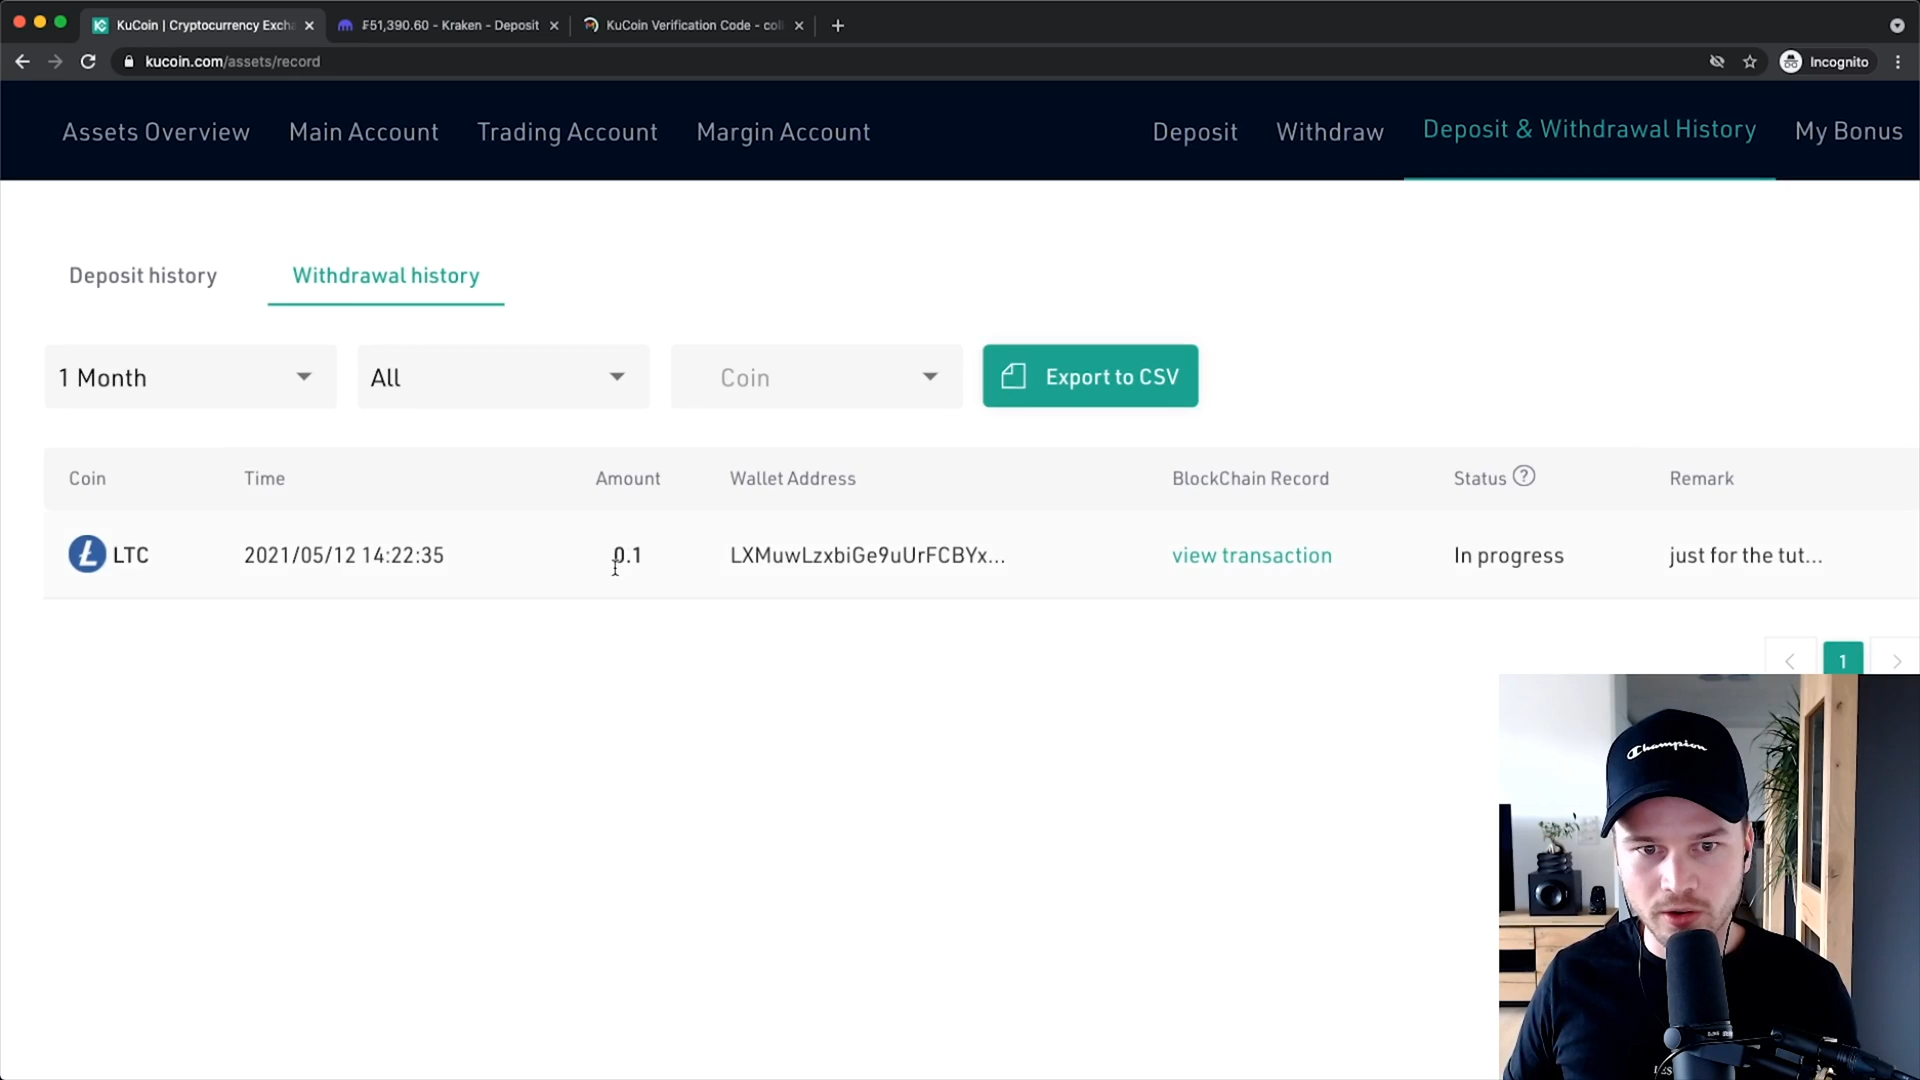 KuCoin | Cryptocurrency Excha
₣51,390.60 - Kraken - Deposit
KuCoin Verification Code - col
kucoin.com/assets/record
Incognito
Assets Overview
Main Account
Trading Account
Margin Account
Deposit
Withdraw
Deposit & Withdrawal History
My Bonus
Deposit history
Withdrawal history
1 Month
All
Coin
Export to CSV
Coin
Time
Amount
Wallet Address
BlockChain Record
Status
Remark
LTC
2021/05/12 14:22:35
0.1
LXMuwLzxbiGe9uUrFCBYx...
view transaction
In progress
just for the tut...
1
Champion